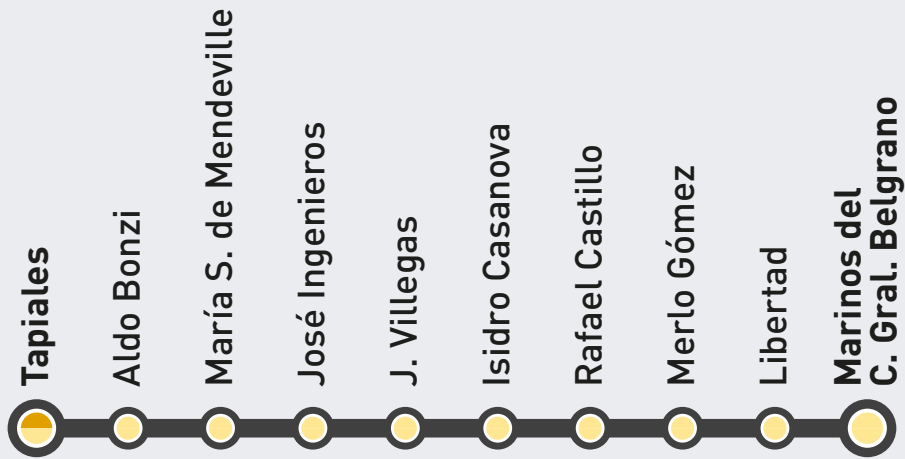 Tapiales
Aldo Bonzi
María S. de Mendeville
José Ingenieros
J. Villegas
Isidro Casanova
Rafael Castillo
Merlo Gómez
Libertad
Marinos del
C. Gral. Belgrano